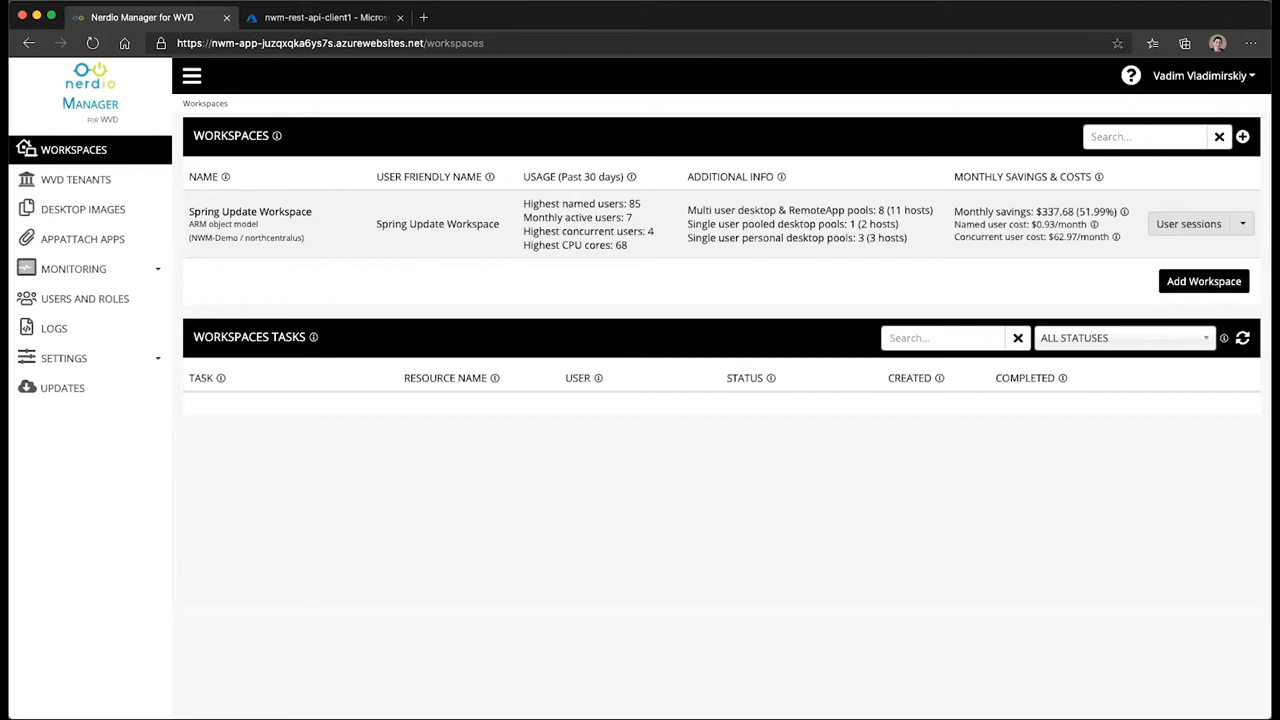 Nerdio Manager for WVD
nwm-rest-api-client1 - Micros
https://nwm-app-juzqxqka6ys7s.azurewebsites.net/workspaces
nerdio
MANAGER
FOR WVD
Vadim Vladimirskiy
WORKSPACES
WVD TENANTS
DESKTOP IMAGES
APPATTACH APPS
MONITORING
USERS AND ROLES
LOGS
SETTINGS
UPDATES
Workspaces
WORKSPACES
Search...
NAME
USER FRIENDLY NAME
USAGE (Past 30 days)
ADDITIONAL INFO
MONTHLY SAVINGS & COSTS
Spring Update Workspace
ARM object model
(NWM-Demo / northcentralus)
Spring Update Workspace
Highest named users: 85
Monthly active users: 7
Highest concurrent users: 4
Highest CPU cores: 68
Multi user desktop & RemoteApp pools: 8 (11 hosts)
Single user pooled desktop pools: 1 (2 hosts)
Single user personal desktop pools: 3 (3 hosts)
Monthly savings: $337.68 (51.99%)
Named user cost: $0.93/month
Concurrent user cost: $62.97/month
User sessions
Add Workspace
WORKSPACES TASKS
Search...
ALL STATUSES
TASK
RESOURCE NAME
USER
STATUS
CREATED
COMPLETED